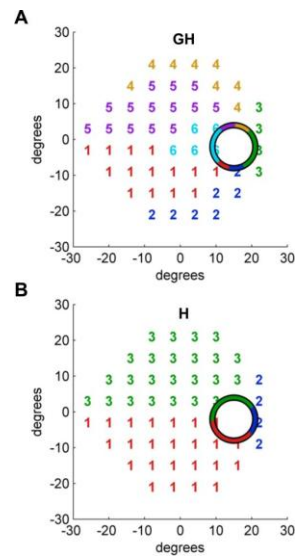 A
GH
30
4 4 4 4
20
4 5 5 5 4 4
10
5 5 5 5 5 5 4 3
5 5 5 5 5 6 6 3
0
1 1 1 1 6 6 6 3
1 1 1 1 1 1 2 3
-10
1 1 1 1 2 2
-20
2 2 2 2
-30
degrees
-30 -20 -10 0 10 20 30
degrees
B
H
30
3 3 3 3
20
3 3 3 3 3 3
10
3 3 3 3 3 3 3 2
3 3 3 3 3 3 3 2
0
1 1 1 1 1 1 1 2
1 1 1 1 1 1 1 2
-10
1 1 1 1 1 1
-20
1 1 1 1
-30
degrees
-30 -20 -10 0 10 20 30
degrees